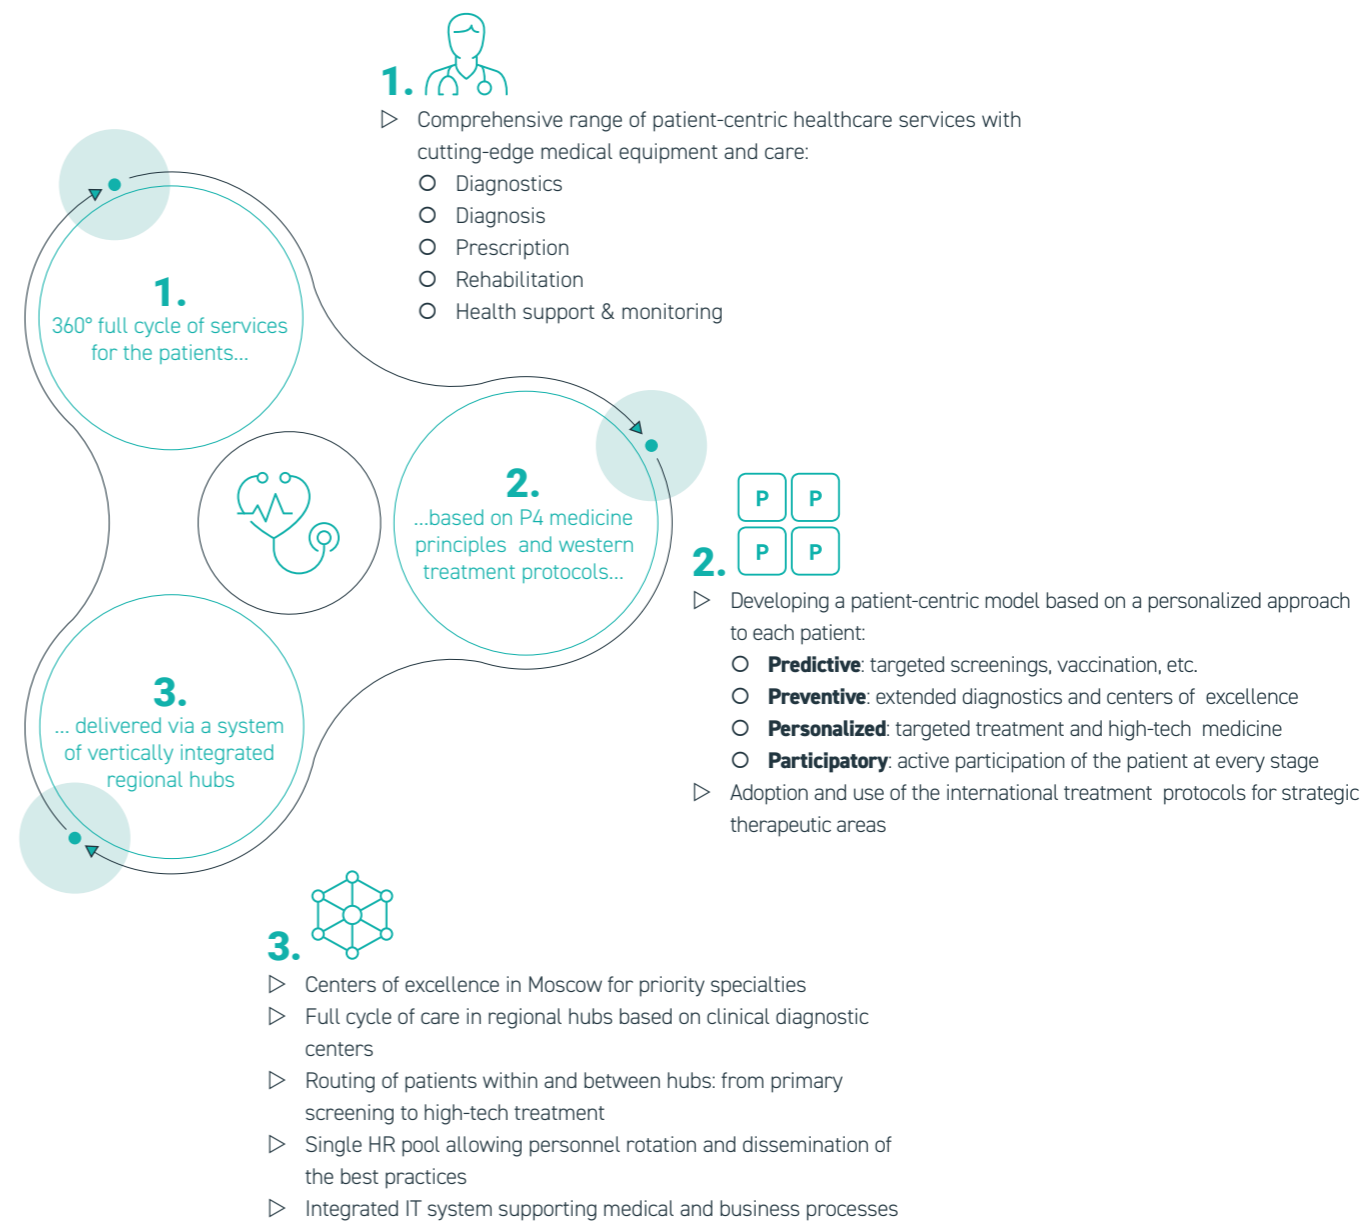 1.
▷ Comprehensive range of patient-centric healthcare services with
cutting-edge medical equipment and care:
O Diagnostics
O Diagnosis
O Prescription
O Rehabilitation
O Health support & monitoring
1.
360° full cycle of services
for the patients...
2.
...based on P4 medicine
principles and western
treatment protocols...
3.
... delivered via a system
of vertically integrated
regional hubs
P P
P P
2.
▷ Developing a patient-centric model based on a personalized approach
to each patient:
O Predictive: targeted screenings, vaccination, etc.
O Preventive: extended diagnostics and centers of excellence
O Personalized: targeted treatment and high-tech medicine
O Participatory: active participation of the patient at every stage
▷ Adoption and use of the international treatment protocols for strategic
therapeutic areas
3.
▷ Centers of excellence in Moscow for priority specialties
▷ Full cycle of care in regional hubs based on clinical diagnostic
centers
▷ Routing of patients within and between hubs: from primary
screening to high-tech treatment
▷ Single HR pool allowing personnel rotation and dissemination of
the best practices
▷ Integrated IT system supporting medical and business processes